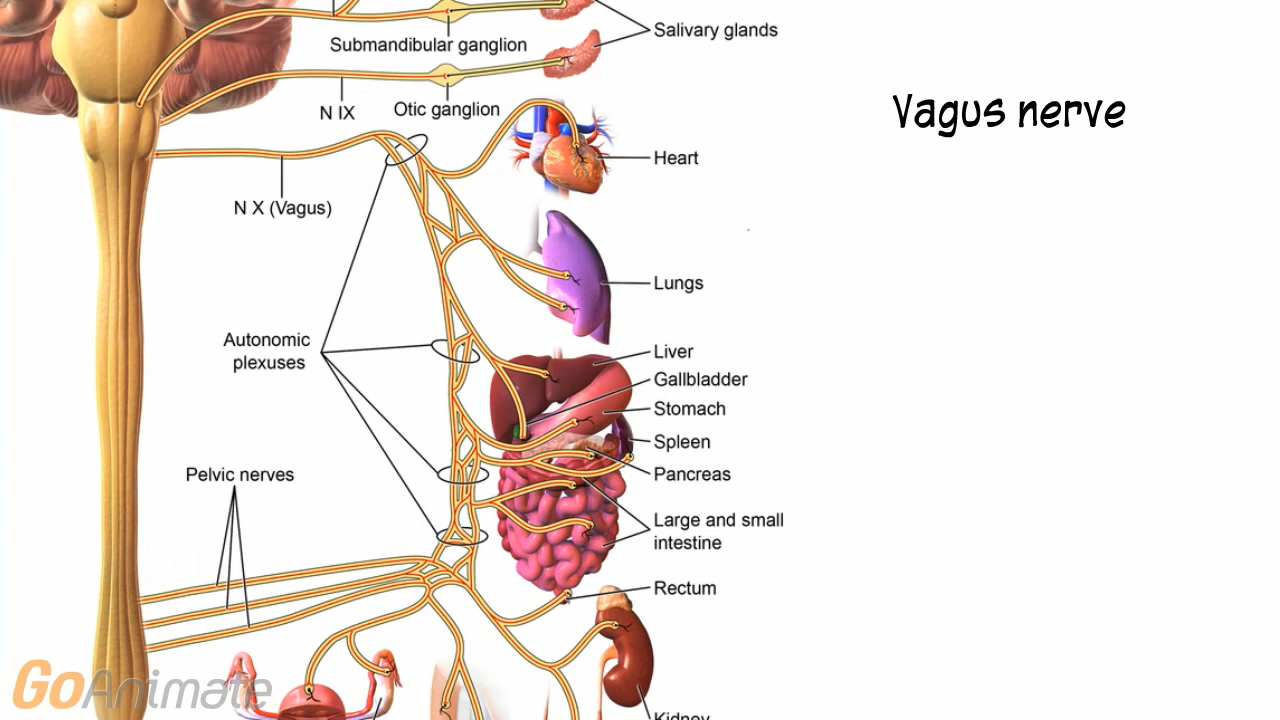 Submandibular ganglion
Salivary glands
N IX
Otic ganglion
Vagus nerve
Heart
N X (Vagus)
Lungs
Autonomic
plexuses
Liver
Gallbladder
Stomach
Spleen
Pelvic nerves
Pancreas
Large and small
intestine
Rectum
GoAnimate
Kidney